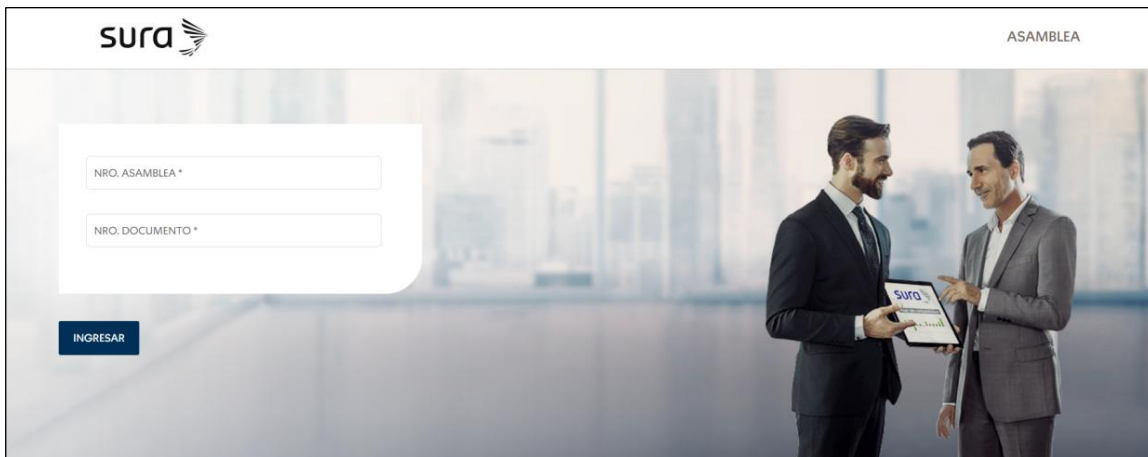 sura
ASAMBLEA
NRO. ASAMBLEA *
NRO. DOCUMENTO *
INGRESAR
sura